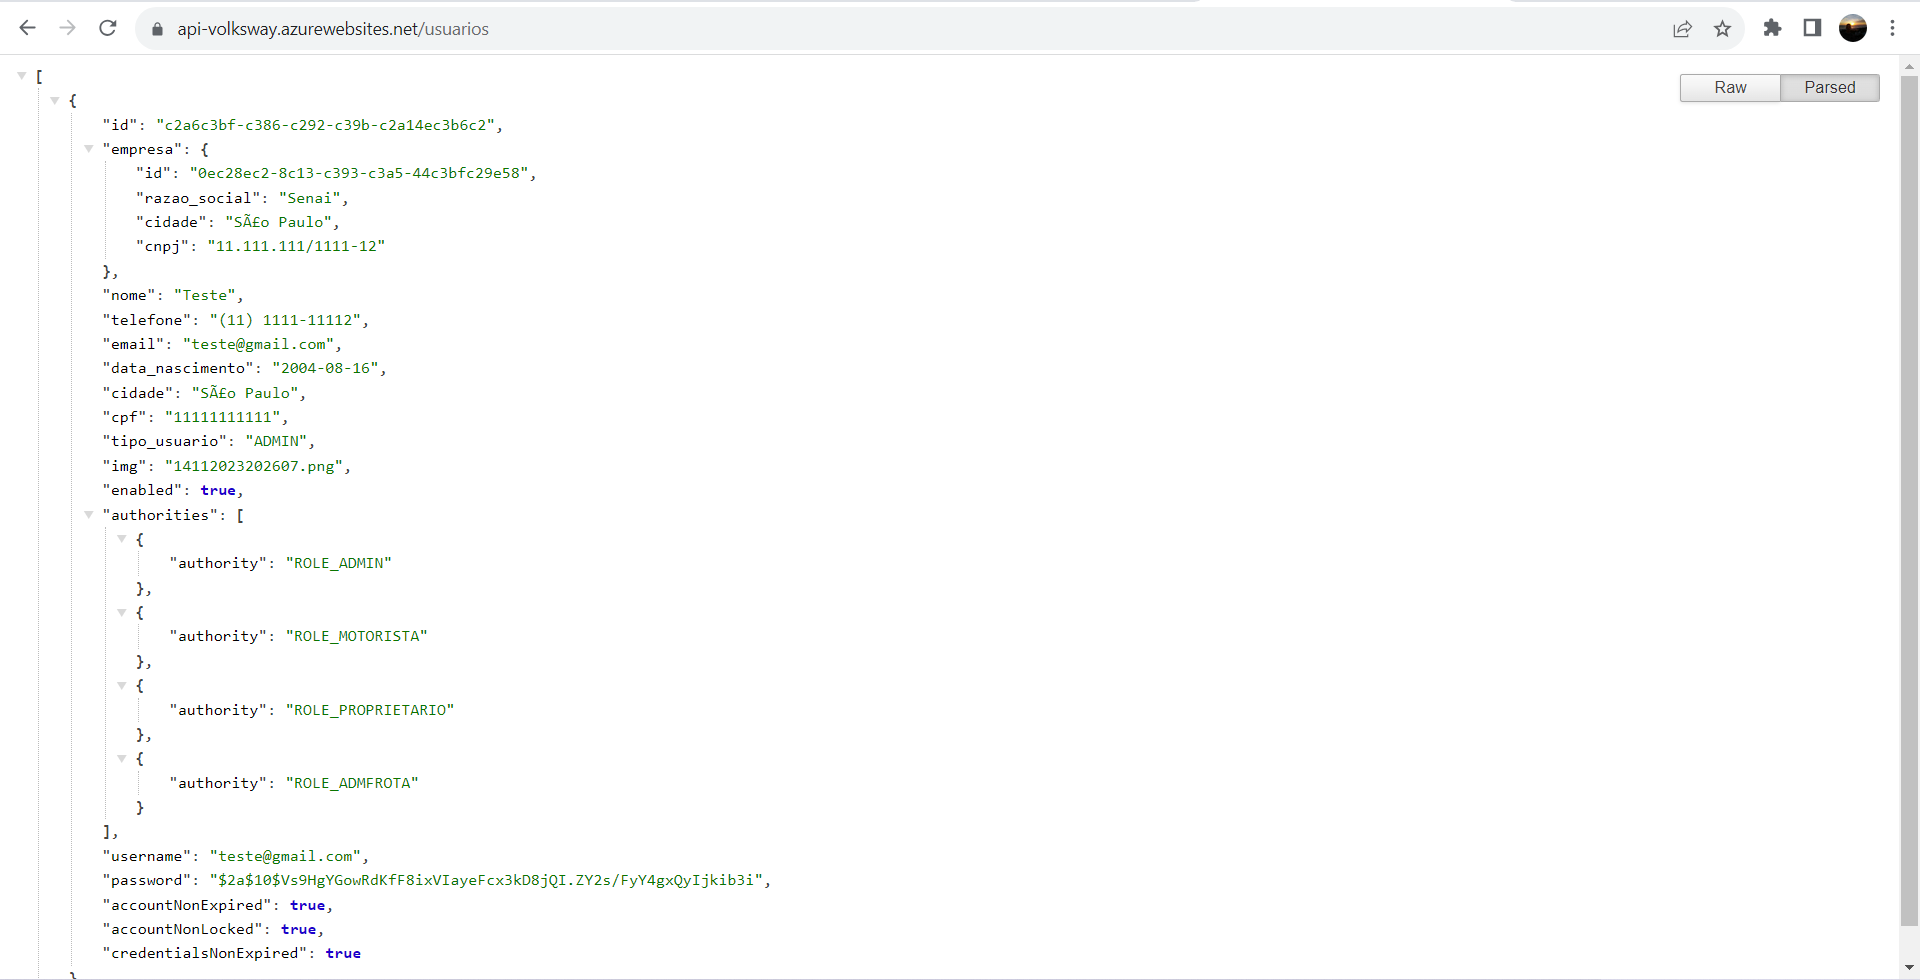 api-volksway.azurewebsites.net/usuarios
Raw Parsed
[
{
"id": "c2a6c3bf-c386-c292-c39b-c2a14ec3b6c2",
"empresa": {
"id": "0ec28ec2-8c13-c393-c3a5-44c3bfc29e58",
"razao_social": "Senai",
"cidade": "SÃ£o Paulo",
"cnpj": "11.111.111/1111-12"
},
"nome": "Teste",
"telefone": "(11) 1111-11112",
"email": "teste@gmail.com",
"data_nascimento": "2004-08-16",
"cidade": "SÃ£o Paulo",
"cpf": "11111111111",
"tipo_usuario": "ADMIN",
"img": "14112023202607.png",
"enabled": true,
"authorities": [
{
"authority": "ROLE_ADMIN"
},
{
"authority": "ROLE_MOTORISTA"
},
{
"authority": "ROLE_PROPRIETARIO"
},
{
"authority": "ROLE_ADMFROTA"
}
],
"username": "teste@gmail.com",
"password": "$2a$10$Vs9HgYGowRdKfF8ixVIayeFcx3kD8jQI.ZY2s/FyY4gxQyIjkib3i",
"accountNonExpired": true,
"accountNonLocked": true,
"credentialsNonExpired": true
}